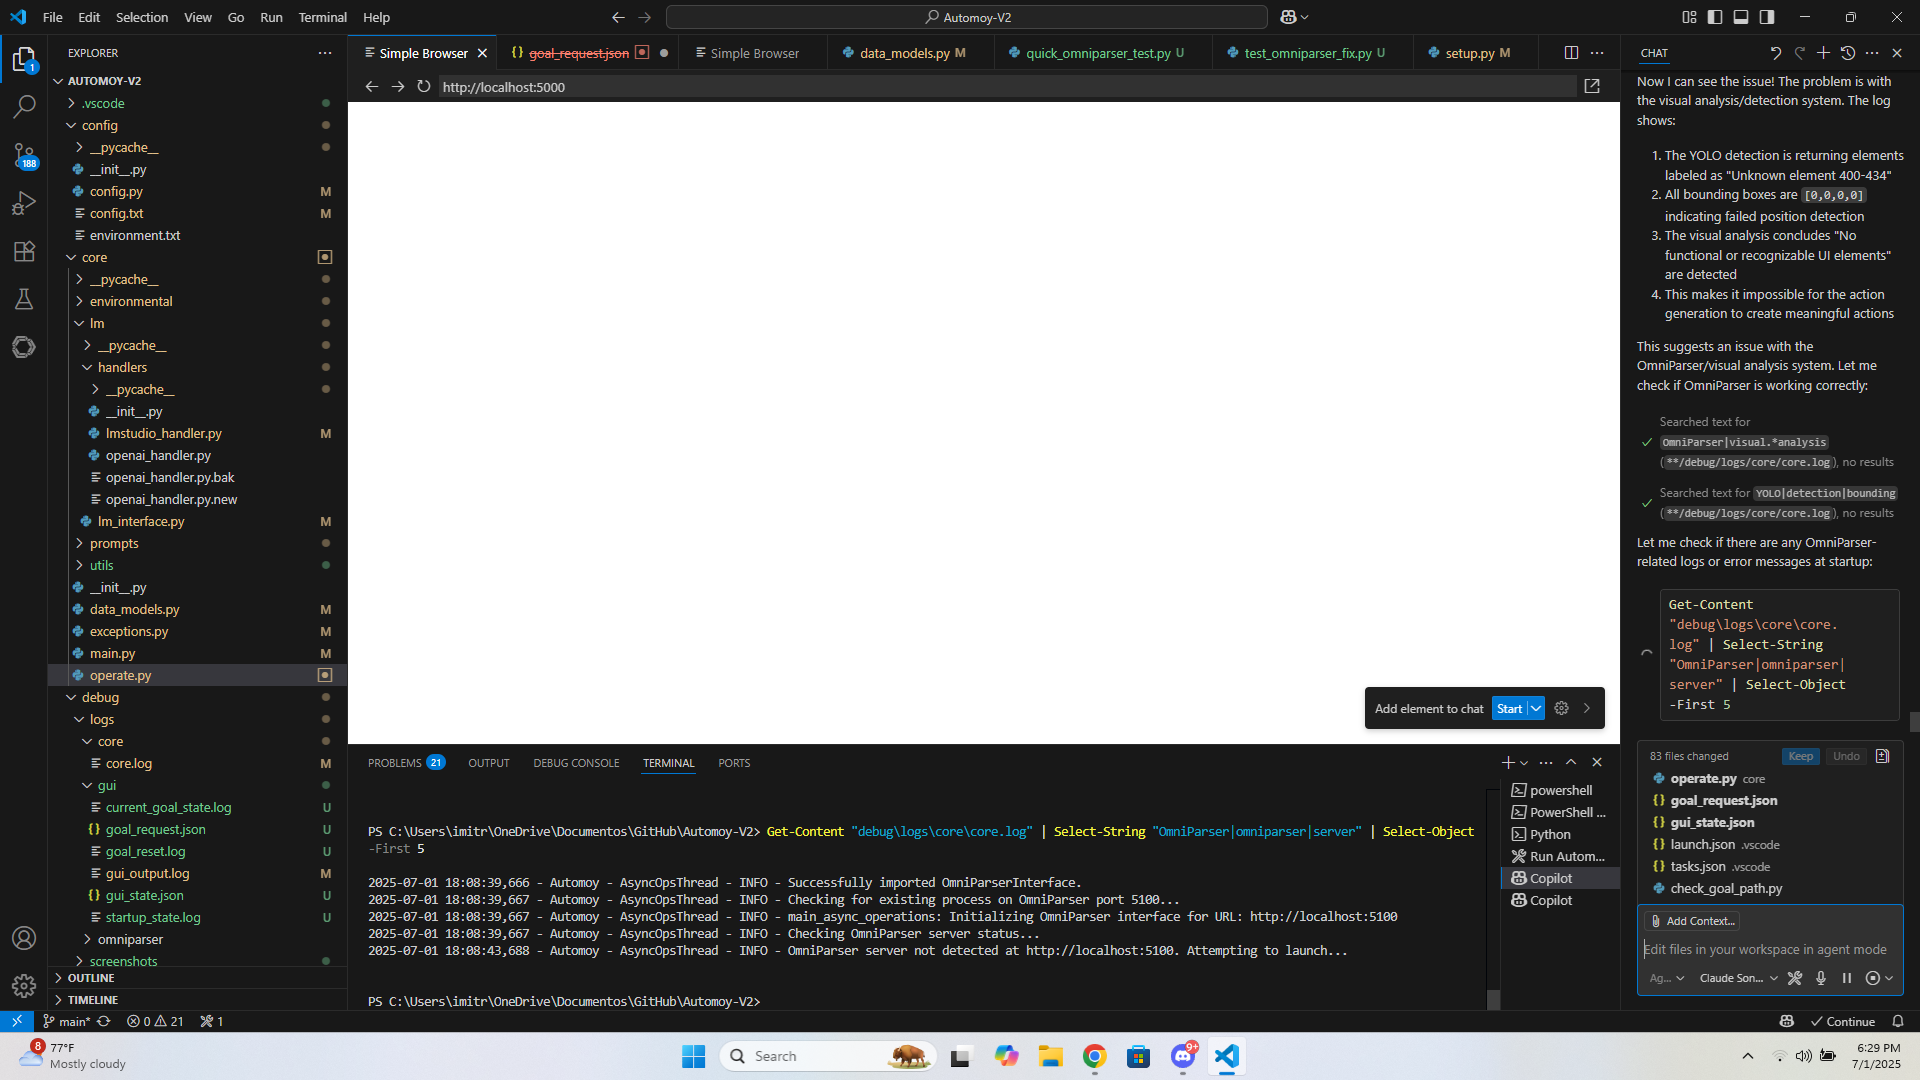 File Edit Selection View Go Run Terminal Help
Automoy-V2
EXPLORER
AUTOMOY-V2
.vscode
config
__pycache__
__init__.py
config.py M
config.txt M
environment.txt
core
__pycache__
environmental
lm
__pycache__
handlers
__pycache__
__init__.py
lmstudio_handler.py M
openai_handler.py
openai_handler.py.bak
openai_handler.py.new
lm_interface.py M
prompts
utils
__init__.py
data_models.py M
exceptions.py M
main.py M
operate.py
debug
logs
core
core.log M
gui
current_goal_state.log U
goal_request.json U
goal_reset.log U
gui_output.log M
gui_state.json U
startup_state.log U
omniparser
screenshots
OUTLINE
TIMELINE
1
188
Simple Browser
goal_request.json
Simple Browser
data_models.py M
quick_omniparser_test.py U
test_omniparser_fix.py U
setup.py M
http://localhost:5000
Add element to chat Start
PROBLEMS 21 OUTPUT DEBUG CONSOLE TERMINAL PORTS
PS C:\Users\imitr\OneDrive\Documentos\GitHub\Automoy-V2> Get-Content "debug\logs\core\core.log" | Select-String "OmniParser|omniparser|server" | Select-Object
-First 5
2025-07-01 18:08:39,666 - Automoy - AsyncOpsThread - INFO - Successfully imported OmniParserInterface.
2025-07-01 18:08:39,667 - Automoy - AsyncOpsThread - INFO - Checking for existing process on OmniParser port 5100...
2025-07-01 18:08:39,667 - Automoy - AsyncOpsThread - INFO - main_async_operations: Initializing OmniParser interface for URL: http://localhost:5100
2025-07-01 18:08:39,667 - Automoy - AsyncOpsThread - INFO - Checking OmniParser server status...
2025-07-01 18:08:43,688 - Automoy - AsyncOpsThread - INFO - OmniParser server not detected at http://localhost:5100. Attempting to launch...
PS C:\Users\imitr\OneDrive\Documentos\GitHub\Automoy-V2>
powershell
PowerShell ...
Python
Run Autom...
Copilot
Copilot
CHAT
Now I can see the issue! The problem is with
the visual analysis/detection system. The log
shows:
1. The YOLO detection is returning elements
labeled as "Unknown element 400-434"
2. All bounding boxes are [0,0,0,0]
indicating failed position detection
3. The visual analysis concludes "No
functional or recognizable UI elements"
are detected
4. This makes it impossible for the action
generation to create meaningful actions
This suggests an issue with the
OmniParser/visual analysis system. Let me
check if OmniParser is working correctly:
Searched text for
OmniParser|visual.*analysis
(**/debug/logs/core/core.log), no results
Searched text for YOLO|detection|bounding
(**/debug/logs/core/core.log), no results
Let me check if there are any OmniParser-
related logs or error messages at startup:
Get-Content
"debug\logs\core\core.
log" | Select-String
"OmniParser|omniparser|
server" | Select-Object
-First 5
83 files changed Keep Undo
operate.py core
goal_request.json
gui_state.json
launch.json .vscode
tasks.json .vscode
check_goal_path.py
Add Context...
Edit files in your workspace in agent mode
Ag... Claude Son...
main* 0 21 1
Continue
8
77°F
Mostly cloudy
Search
9+
6:29 PM
7/1/2025